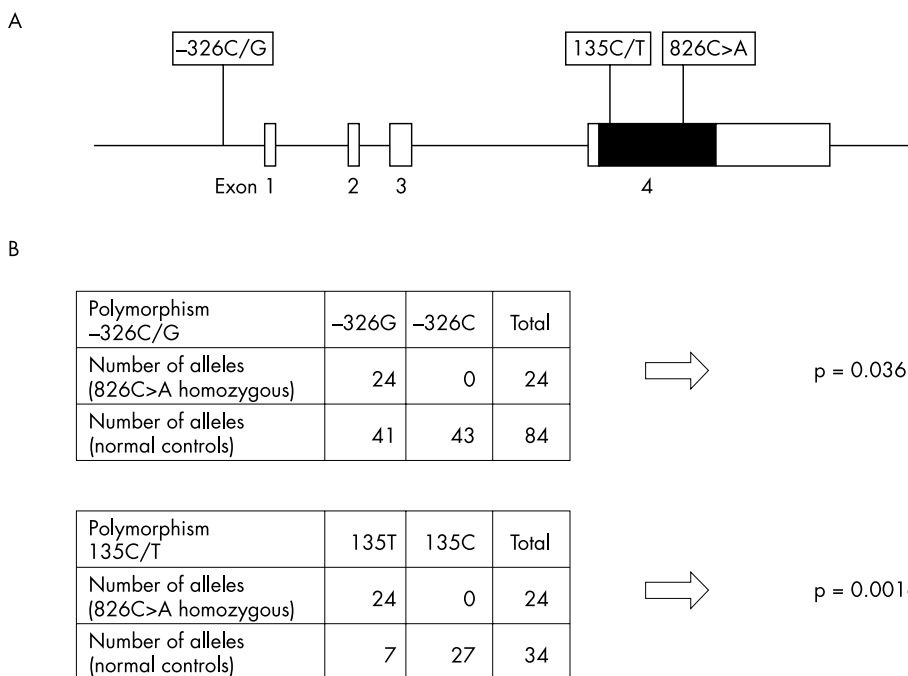 A
–326C/G 135C/T 826C>A
Exon 1 2 3 4
B
Polymorphism
–326C/G –326G –326C Total
Number of alleles
(826C>A homozygous) 24 0 24
Number of alleles
(normal controls) 41 43 84
p = 0.036
Polymorphism
135C/T 135T 135C Total
Number of alleles
(826C>A homozygous) 24 0 24
Number of alleles
(normal controls) 7 27 34
p = 0.001